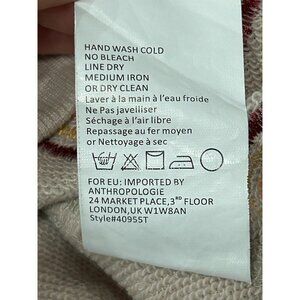 HAND WASH COLD
NO BLEACH
LINE DRY
MEDIUM IRON
OR DRY CLEAN
Laver à la main à l'eau froide
Ne Pas javelliser
Séchage à l'air libre
Repassage au fer moyen
or Nettoyage à sec
FOR EU: IMPORTED BY
ANTHROPOLOGIE
24 MARKET PLACE, 3RD FLOOR
LONDON, UK W1W8AN
Style#40955T